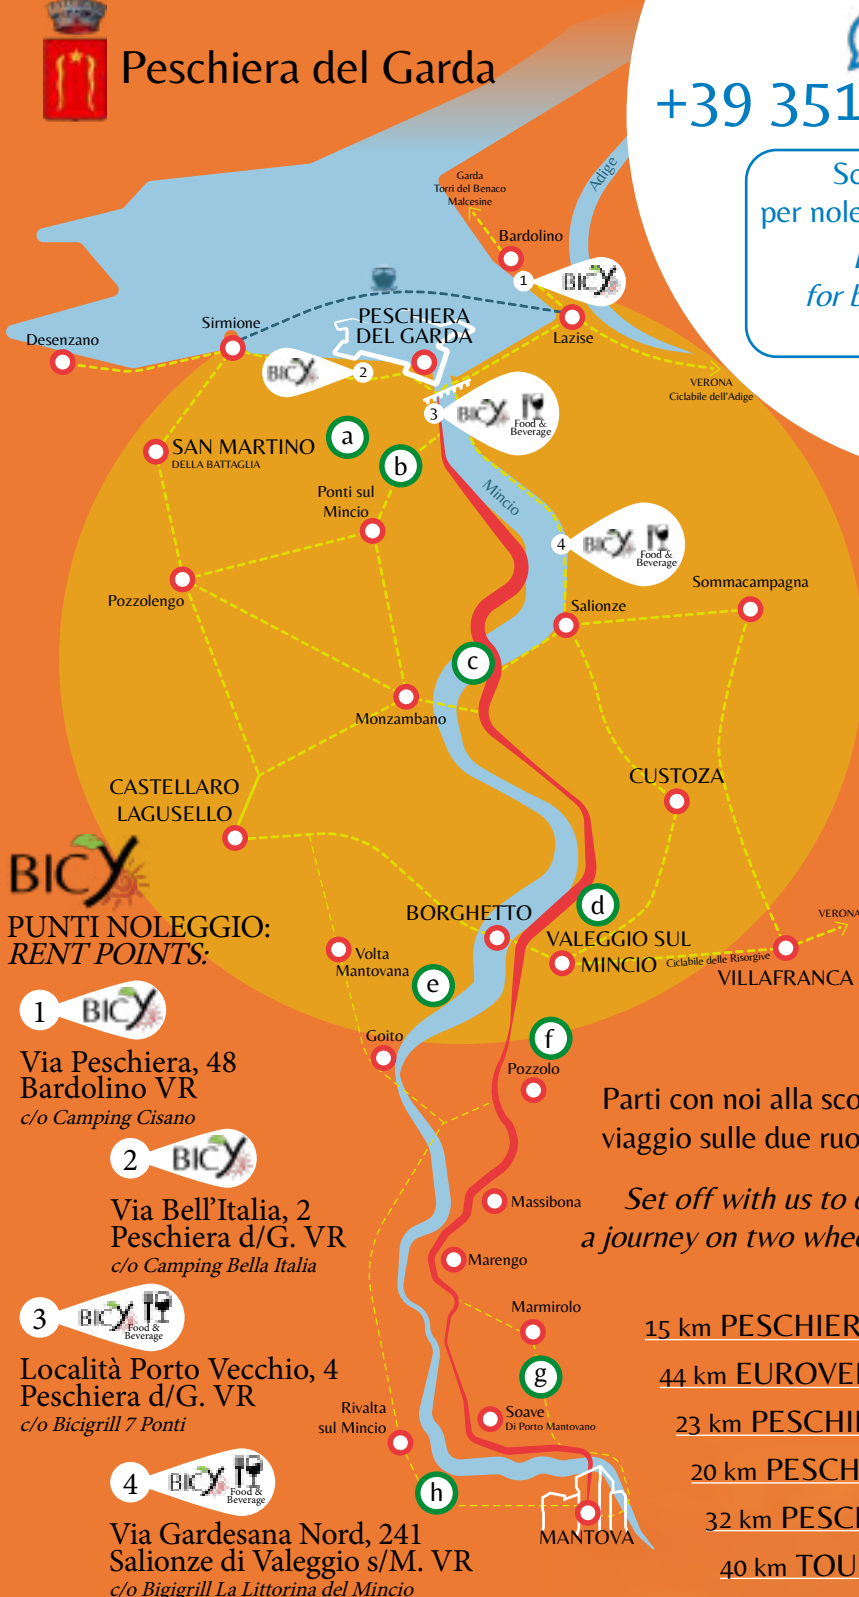 Peschiera del Garda
+39 351
Sc
per nole
for b
Garda
Torri del Benaco
Malcesine
Adige
Bardolino
1
BICY
PESCHIERA
DEL GARDA
Sirmione
Lazise
Desenzano
BICY
2
VERONA
Ciclabile dell'Adige
3
BICY
Food &
Beverage
a
SAN MARTINO
DELLA BATTAGLIA
b
Ponti sul
Mincio
Mincio
4
BICY
Food &
Beverage
Pozzolengo
Salionze
Sommacampagna
c
Monzambano
CUSTOZA
CASTELLARO
LAGUSELLO
BICY
PUNTI NOLEGGIO:
RENT POINTS:
BORGHETTO
d
VERONA
VALEGGIO SUL
MINCIO
Ciclabile delle Risorgive
VILLAFRANCA
Volta
Mantovana
e
1
BICY
Via Peschiera, 48
Bardolino VR
c/o Camping Cisano
Goito
f
Pozzolo
Parti con noi alla sco
viaggio sulle due ruo
2
BICY
Via Bell'Italia, 2
Peschiera d/G. VR
c/o Camping Bella Italia
Massibona
Set off with us to
a journey on two whee
Marengo
3
BICY
Food &
Beverage
Località Porto Vecchio, 4
Peschiera d/G. VR
c/o Bicigrill 7 Ponti
Marmirolo
g
Soave
Di Porto Mantovano
Rivalta
sul Mincio
15 km PESCHIER
44 km EUROVE
23 km PESCHI
20 km PESCH
32 km PESC
40 km TOU
4
BICY
Food &
Beverage
Via Gardesana Nord, 241
Salionze di Valeggio s/M. VR
c/o Bigigrill La Littorina del Mincio
h
MANTOVA